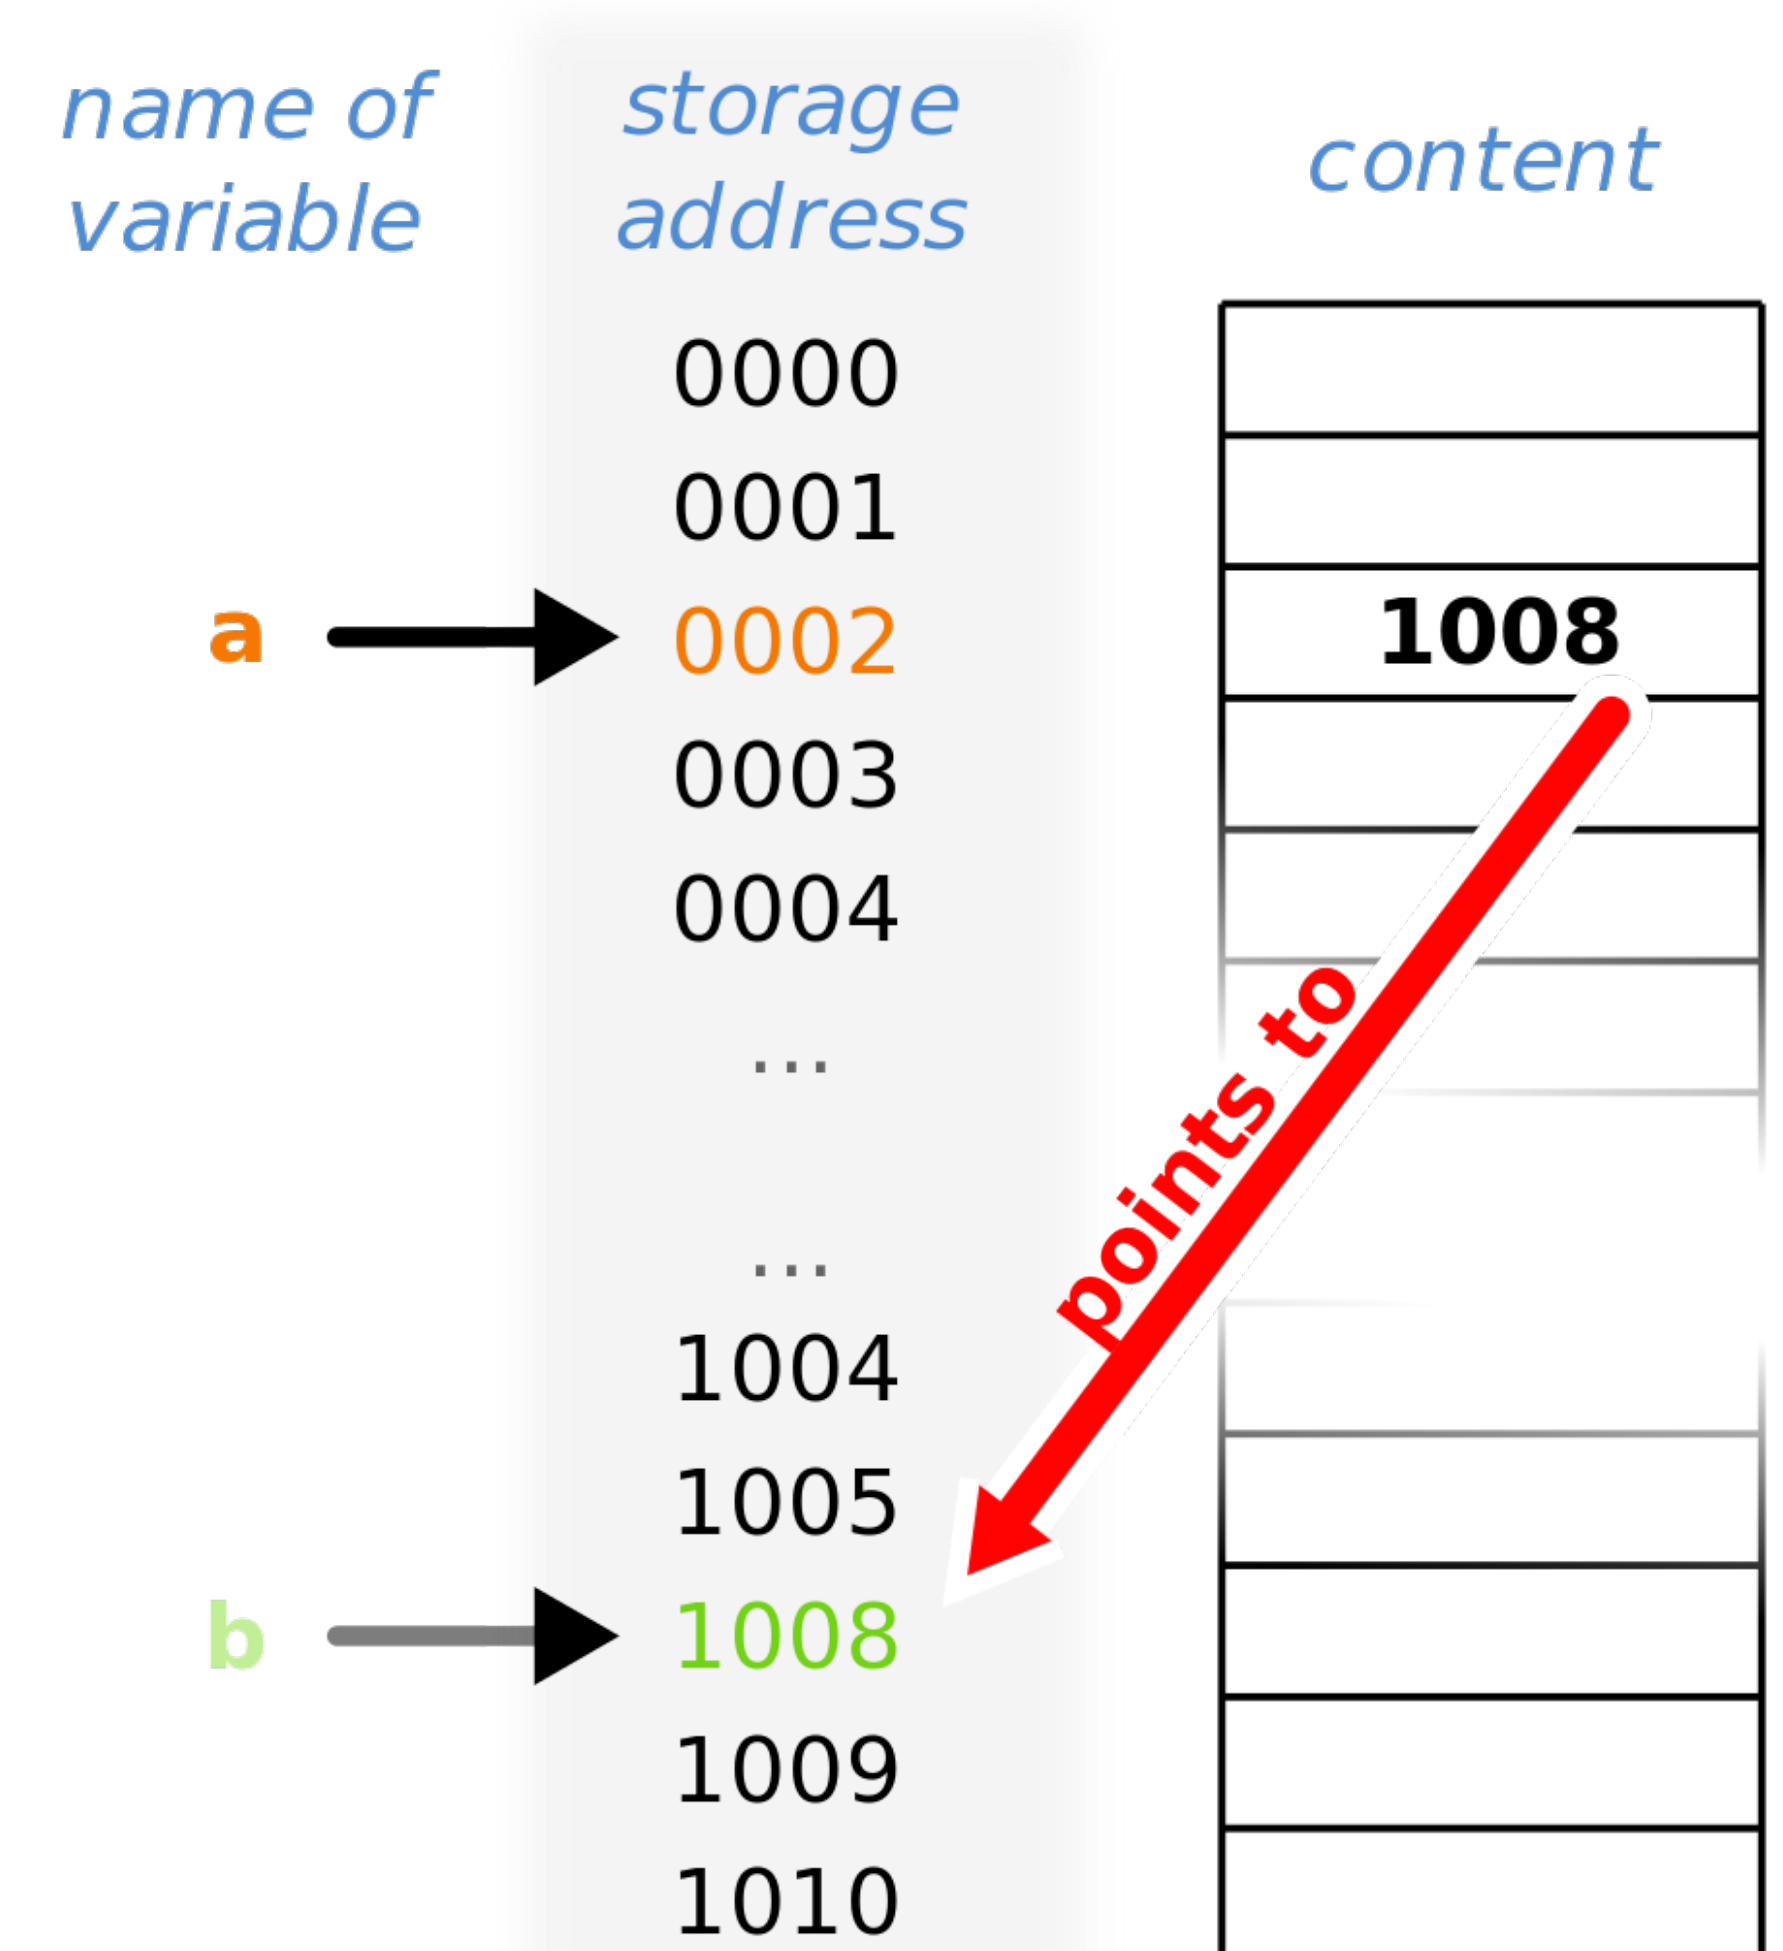 name of
variable
storage
address
content
0000
0001
a
0002
1008
0003
0004
...
points to
...
1004
1005
b
1008
1009
1010